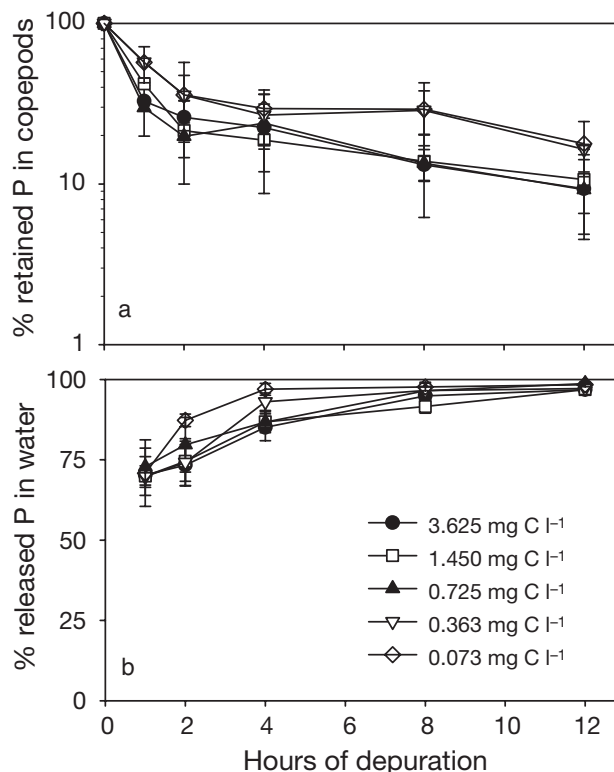 100
10
1
% retained P in copepods
a
100
75
50
25
0
% released P in water
b
3.625 mg C l⁻¹
1.450 mg C l⁻¹
0.725 mg C l⁻¹
0.363 mg C l⁻¹
0.073 mg C l⁻¹
0 2 4 6 8 10 12
Hours of depuration